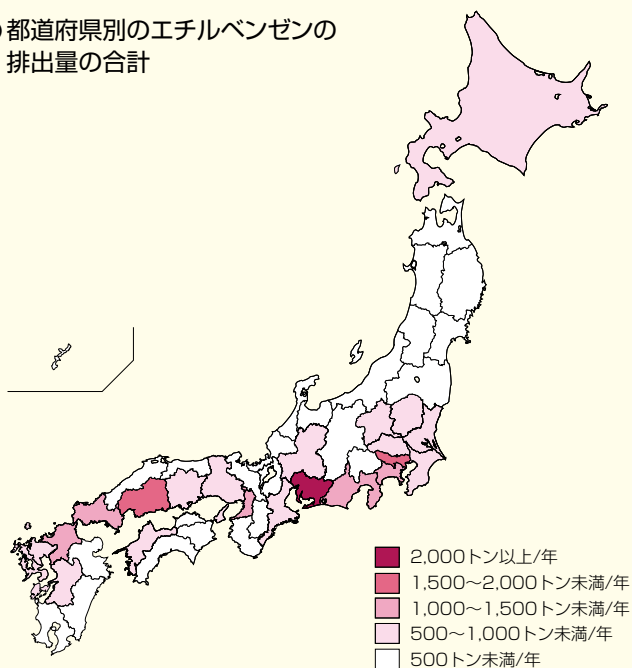 都道府県別のエチルベンゼンの
排出量の合計
2,000トン以上/年
1,500〜2,000トン未満/年
1,000〜1,500トン未満/年
500〜1,000トン未満/年
500トン未満/年